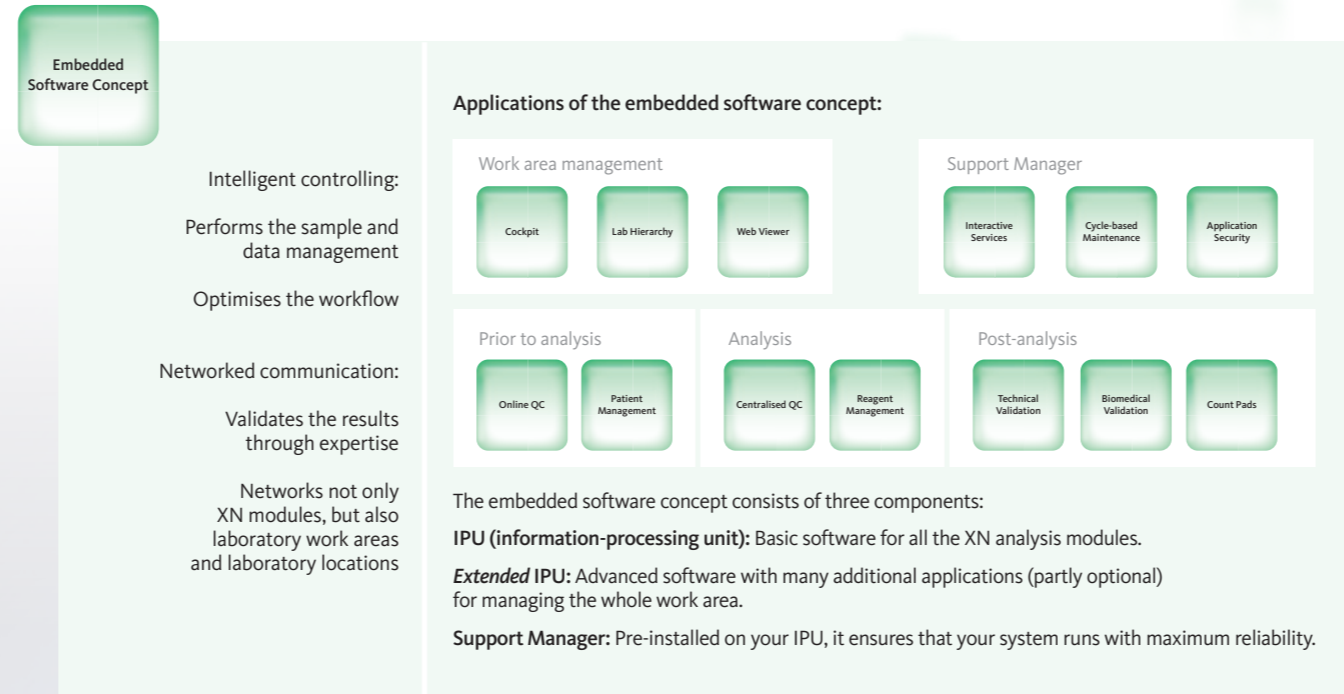 Embedded
Software Concept
Intelligent controlling:
Performs the sample and
data management
Optimises the workflow
Networked communication:
Validates the results
through expertise
Networks not only
XN modules, but also
laboratory work areas
and laboratory locations
Applications of the embedded software concept:
Work area management
Cockpit
Lab Hierarchy
Web Viewer
Support Manager
Interactive
Services
Cycle-based
Maintenance
Application
Security
Prior to analysis
Online QC
Patient
Management
Analysis
Centralised QC
Reagent
Management
Post-analysis
Technical
Validation
Biomedical
Validation
Count Pads
The embedded software concept consists of three components:
IPU (information-processing unit): Basic software for all the XN analysis modules.
Extended IPU: Advanced software with many additional applications (partly optional)
for managing the whole work area.
Support Manager: Pre-installed on your IPU, it ensures that your system runs with maximum reliability.